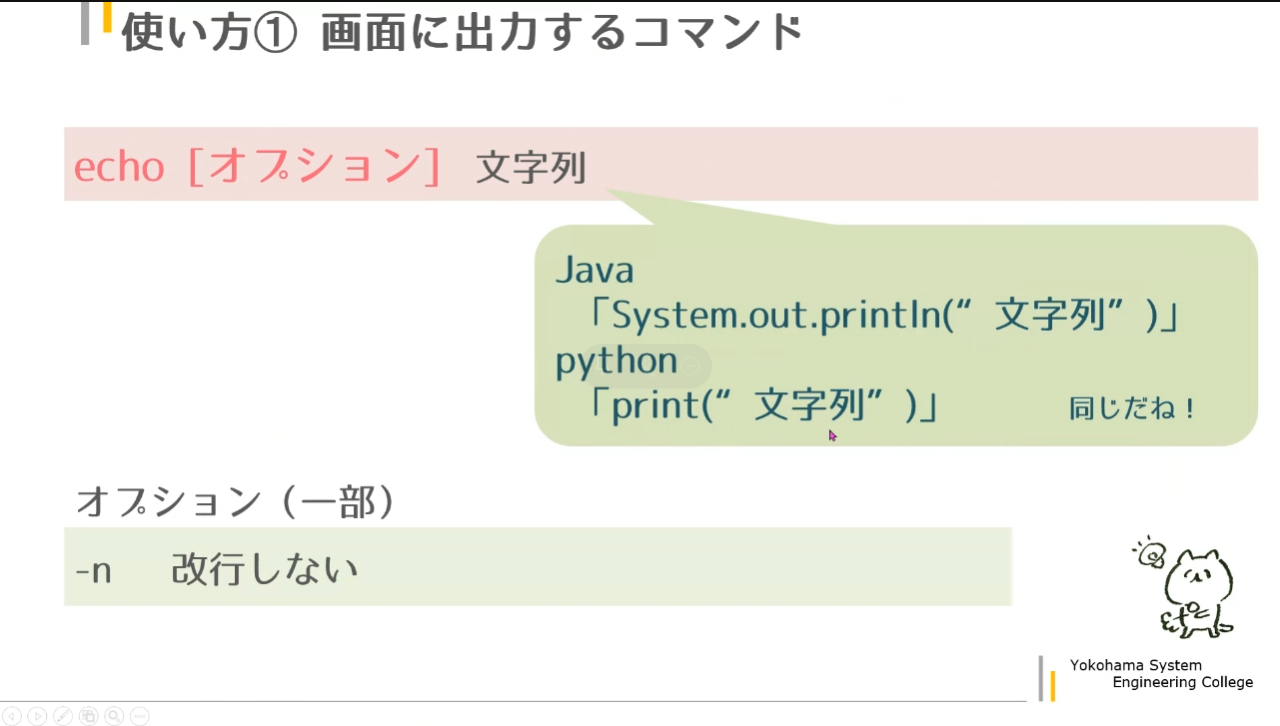 使い方① 画面に出力するコマンド
echo [オプション] 文字列
Java
「System.out.println(“ 文字列” )」
python
「print(“ 文字列” )」 同じだね！
オプション（一部）
-n 改行しない
Yokohama System
Engineering College